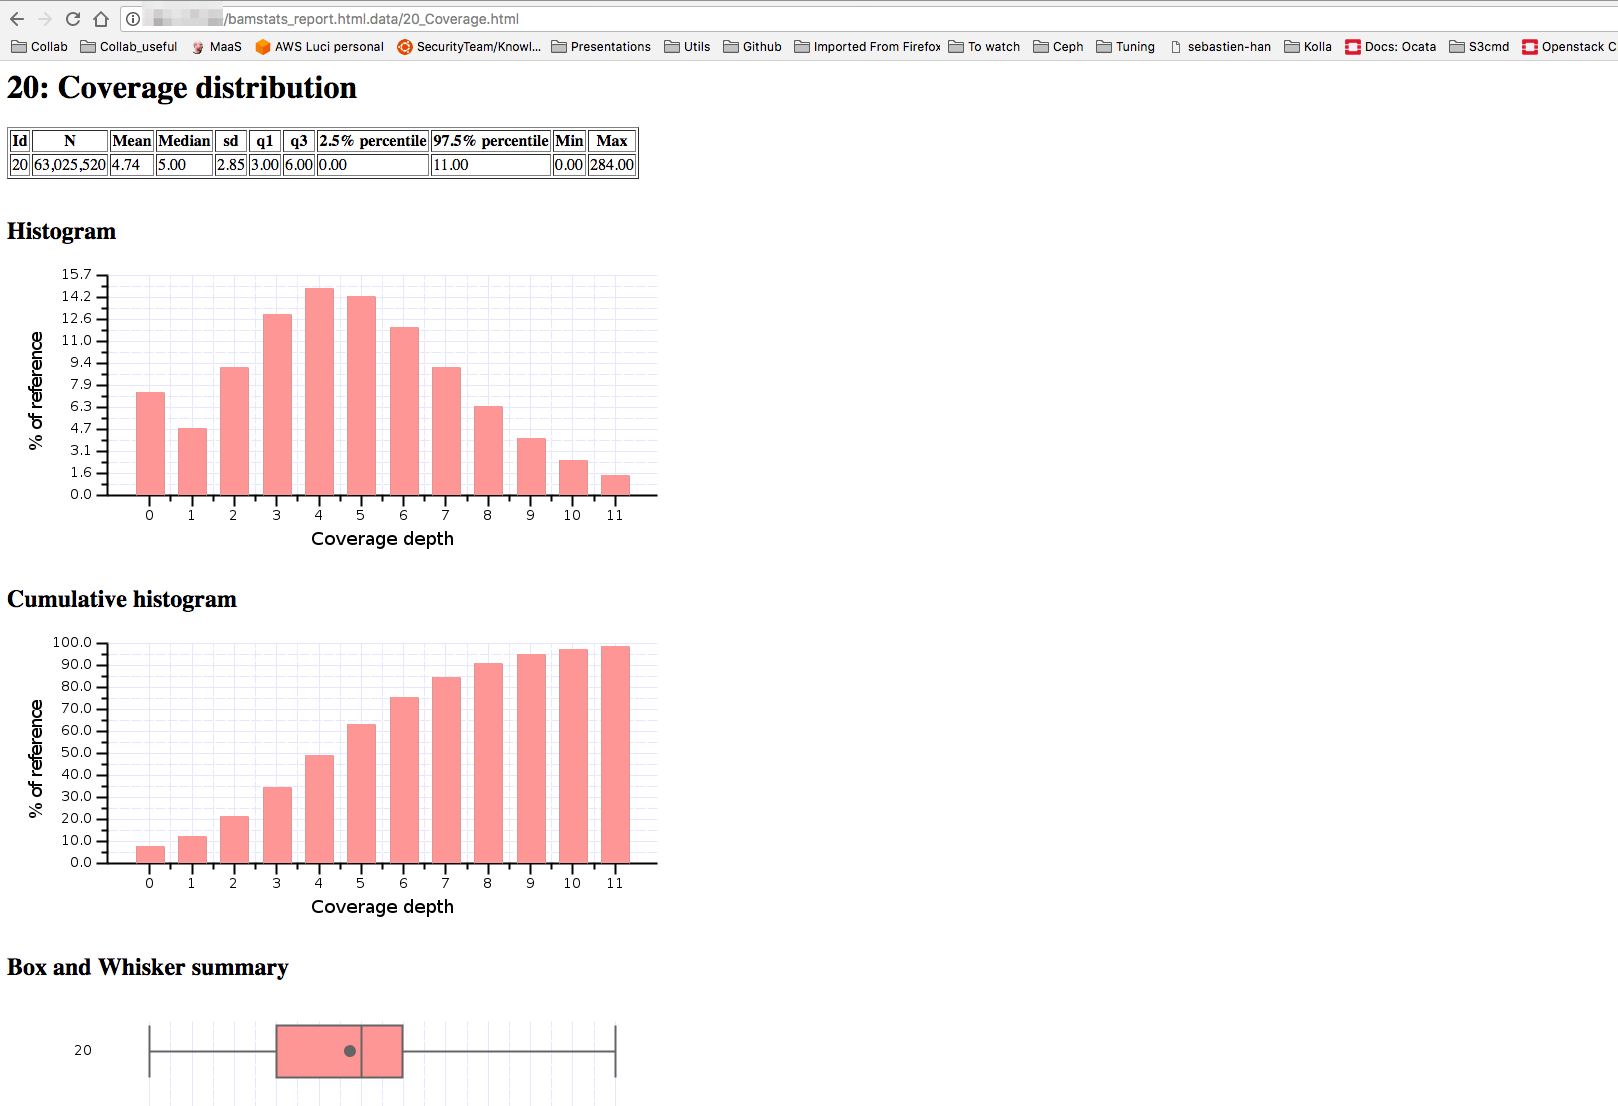 /bamstats_report.html.data/20_Coverage.html
Collab Collab_useful MaaS AWS Luci personal SecurityTeam/Knowl... Presentations Utils Github Imported From Firefox To watch Ceph Tuning sebastien-han Kolla Docs: Ocata S3cmd Openstack C
20: Coverage distribution
Id N Mean Median sd q1 q3 2.5% percentile 97.5% percentile Min Max
20 63,025,520 4.74 5.00 2.85 3.00 6.00 0.00 11.00 0.00 284.00
Histogram
15.7
14.2
12.6
11.0
9.4
7.9
6.3
4.7
3.1
1.6
0.0
% of reference
0 1 2 3 4 5 6 7 8 9 10 11
Coverage depth
Cumulative histogram
100.0
90.0
80.0
70.0
60.0
50.0
40.0
30.0
20.0
10.0
0.0
% of reference
0 1 2 3 4 5 6 7 8 9 10 11
Coverage depth
Box and Whisker summary
20